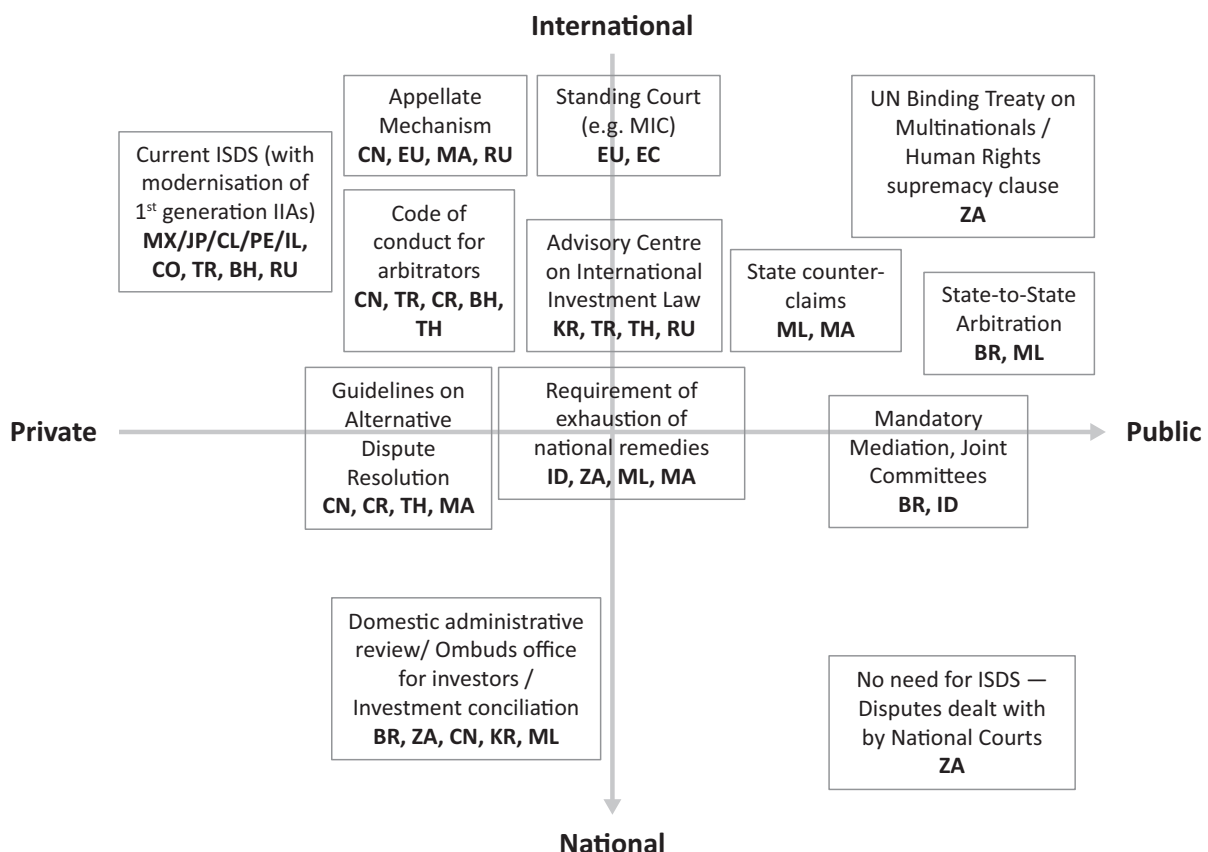 International
Appellate
Mechanism
CN, EU, MA, RU
Standing Court
(e.g. MIC)
EU, EC
UN Binding Treaty on
Multinationals /
Human Rights
supremacy clause
ZA
Current ISDS (with
modernisation of
1st generation IIAs)
MX/JP/CL/PE/IL,
CO, TR, BH, RU
Code of
conduct for
arbitrators
CN, TR, CR, BH,
TH
Advisory Centre
on International
Investment Law
KR, TR, TH, RU
State counter-
claims
ML, MA
State-to-State
Arbitration
BR, ML
Private
Guidelines on
Alternative
Dispute
Resolution
CN, CR, TH, MA
Requirement of
exhaustion of
national remedies
ID, ZA, ML, MA
Mandatory
Mediation, Joint
Committees
BR, ID
Public
Domestic administrative
review/ Ombuds office
for investors /
Investment conciliation
BR, ZA, CN, KR, ML
No need for ISDS —
Disputes dealt with
by National Courts
ZA
National